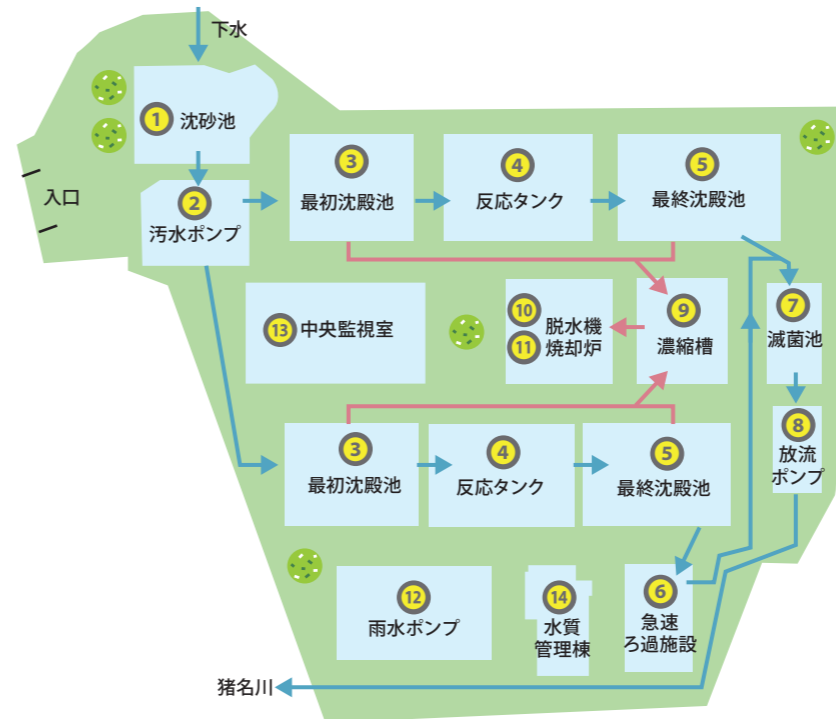 下水
1 沈砂池
入口
2
汚水ポンプ
3
最初沈殿池
4
反応タンク
5
最終沈殿池
13 中央監視室
10 脱水機
11 焼却炉
9
濃縮槽
7
滅菌池
8
放流
ポンプ
3
最初沈殿池
4
反応タンク
5
最終沈殿池
12
雨水ポンプ
14
水質
管理棟
6
急速
ろ過施設
猪名川